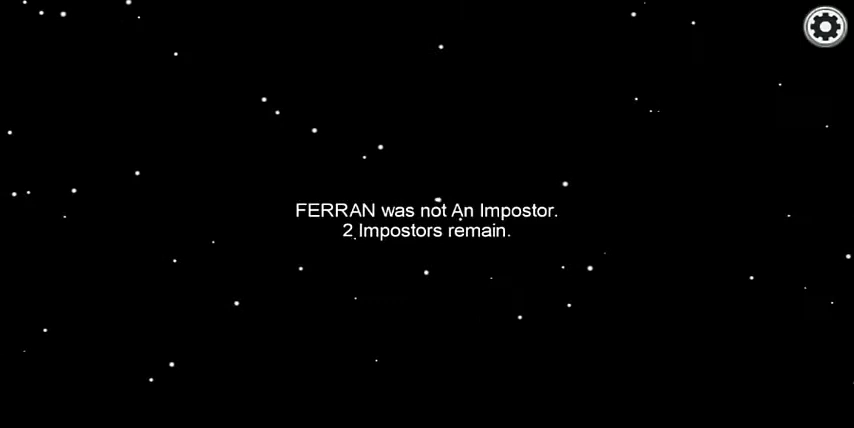 FERRAN was not An Impostor.
2 Impostors remain.